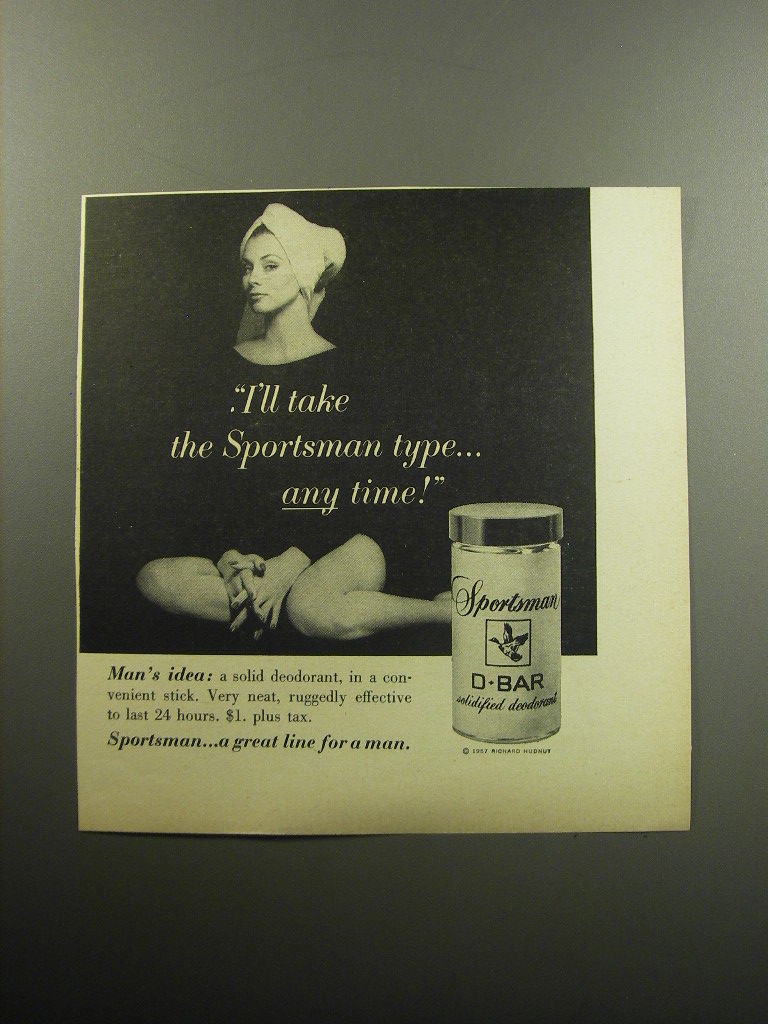 “I'll take
the Sportsman type...
any time!”
Sportsman
D·BAR
solidified deodorant
Man's idea: a solid deodorant, in a con-
venient stick. Very neat, ruggedly effective
to last 24 hours. $1. plus tax.
Sportsman...a great line for a man.
© 1957 RICHARD HUDNUT